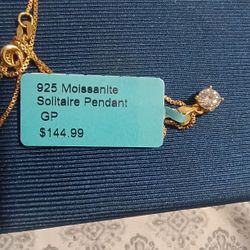 925 Moissanite
Solitaire Pendant
GP
$144.99